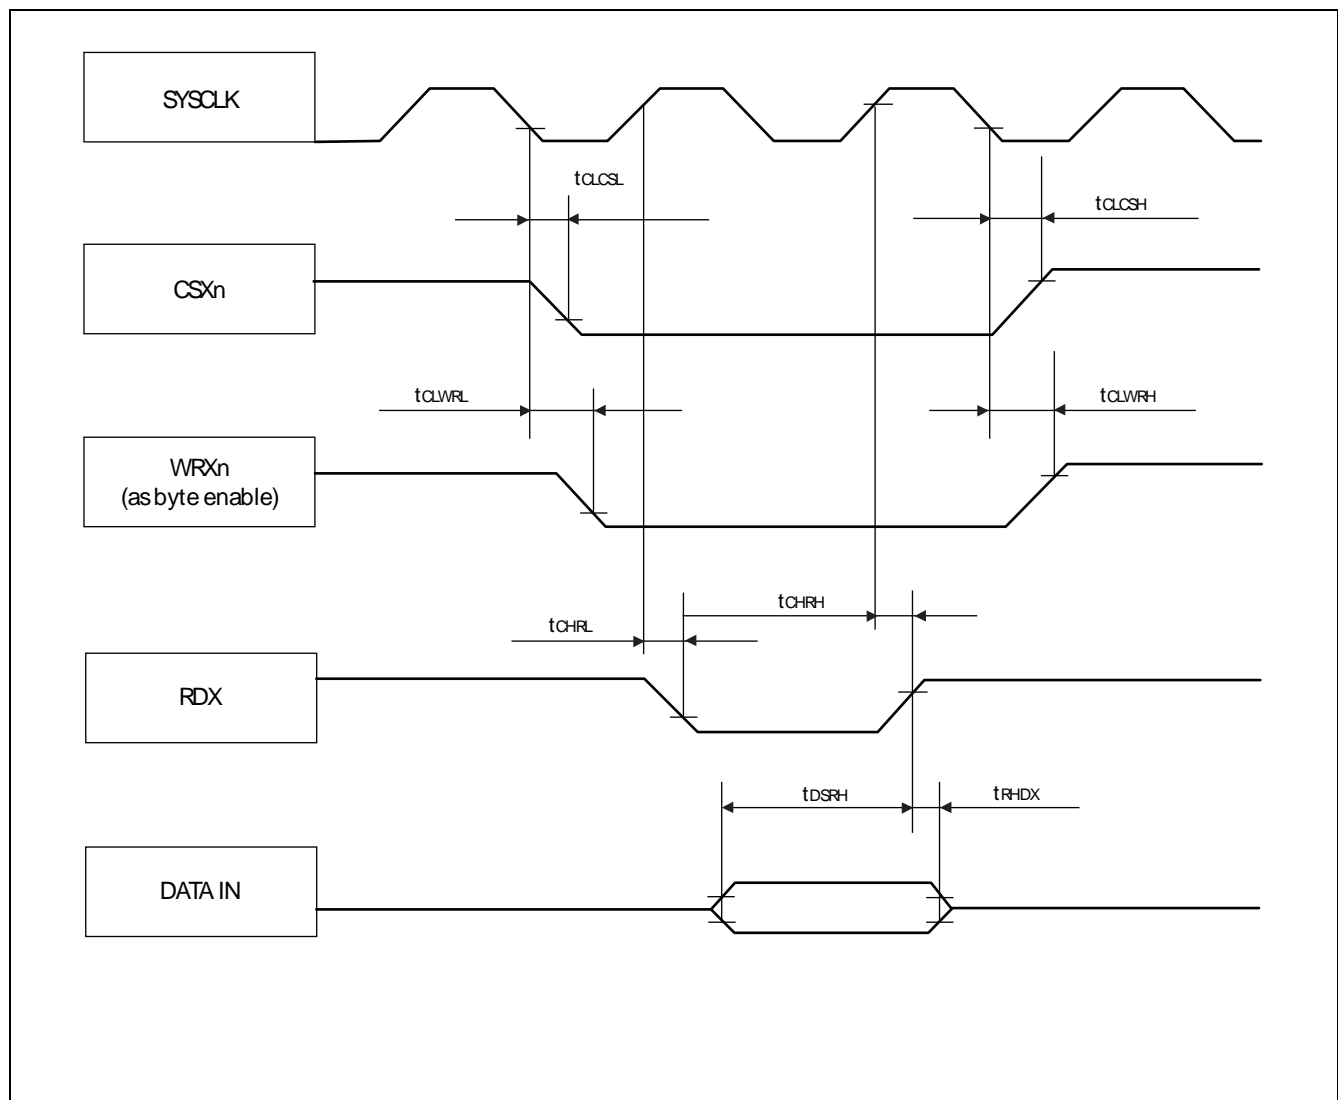 SYSCLK
tCLCSL
tCLCSH
CSXn
tCLWRL
tCLWRH
WRXn
(as byte enable)
tCHRH
tCHRL
RDX
tDSRH
tRHDX
DATA IN